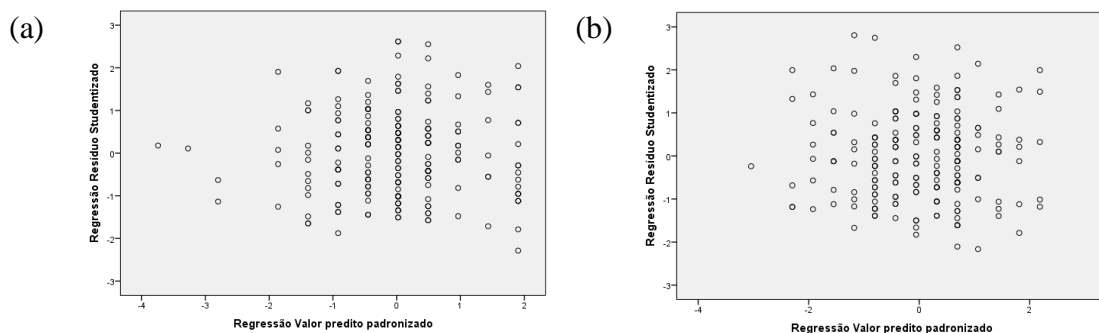 (a)
Regressão Resíduo Studentizado
3
2
1
0
-1
-2
-3
-4 -3 -2 -1 0 1 2
Regressão Valor predito padronizado
(b)
Regressão Resíduo Studentizado
3
2
1
0
-1
-2
-3
-4 -2 0 2
Regressão Valor predito padronizado